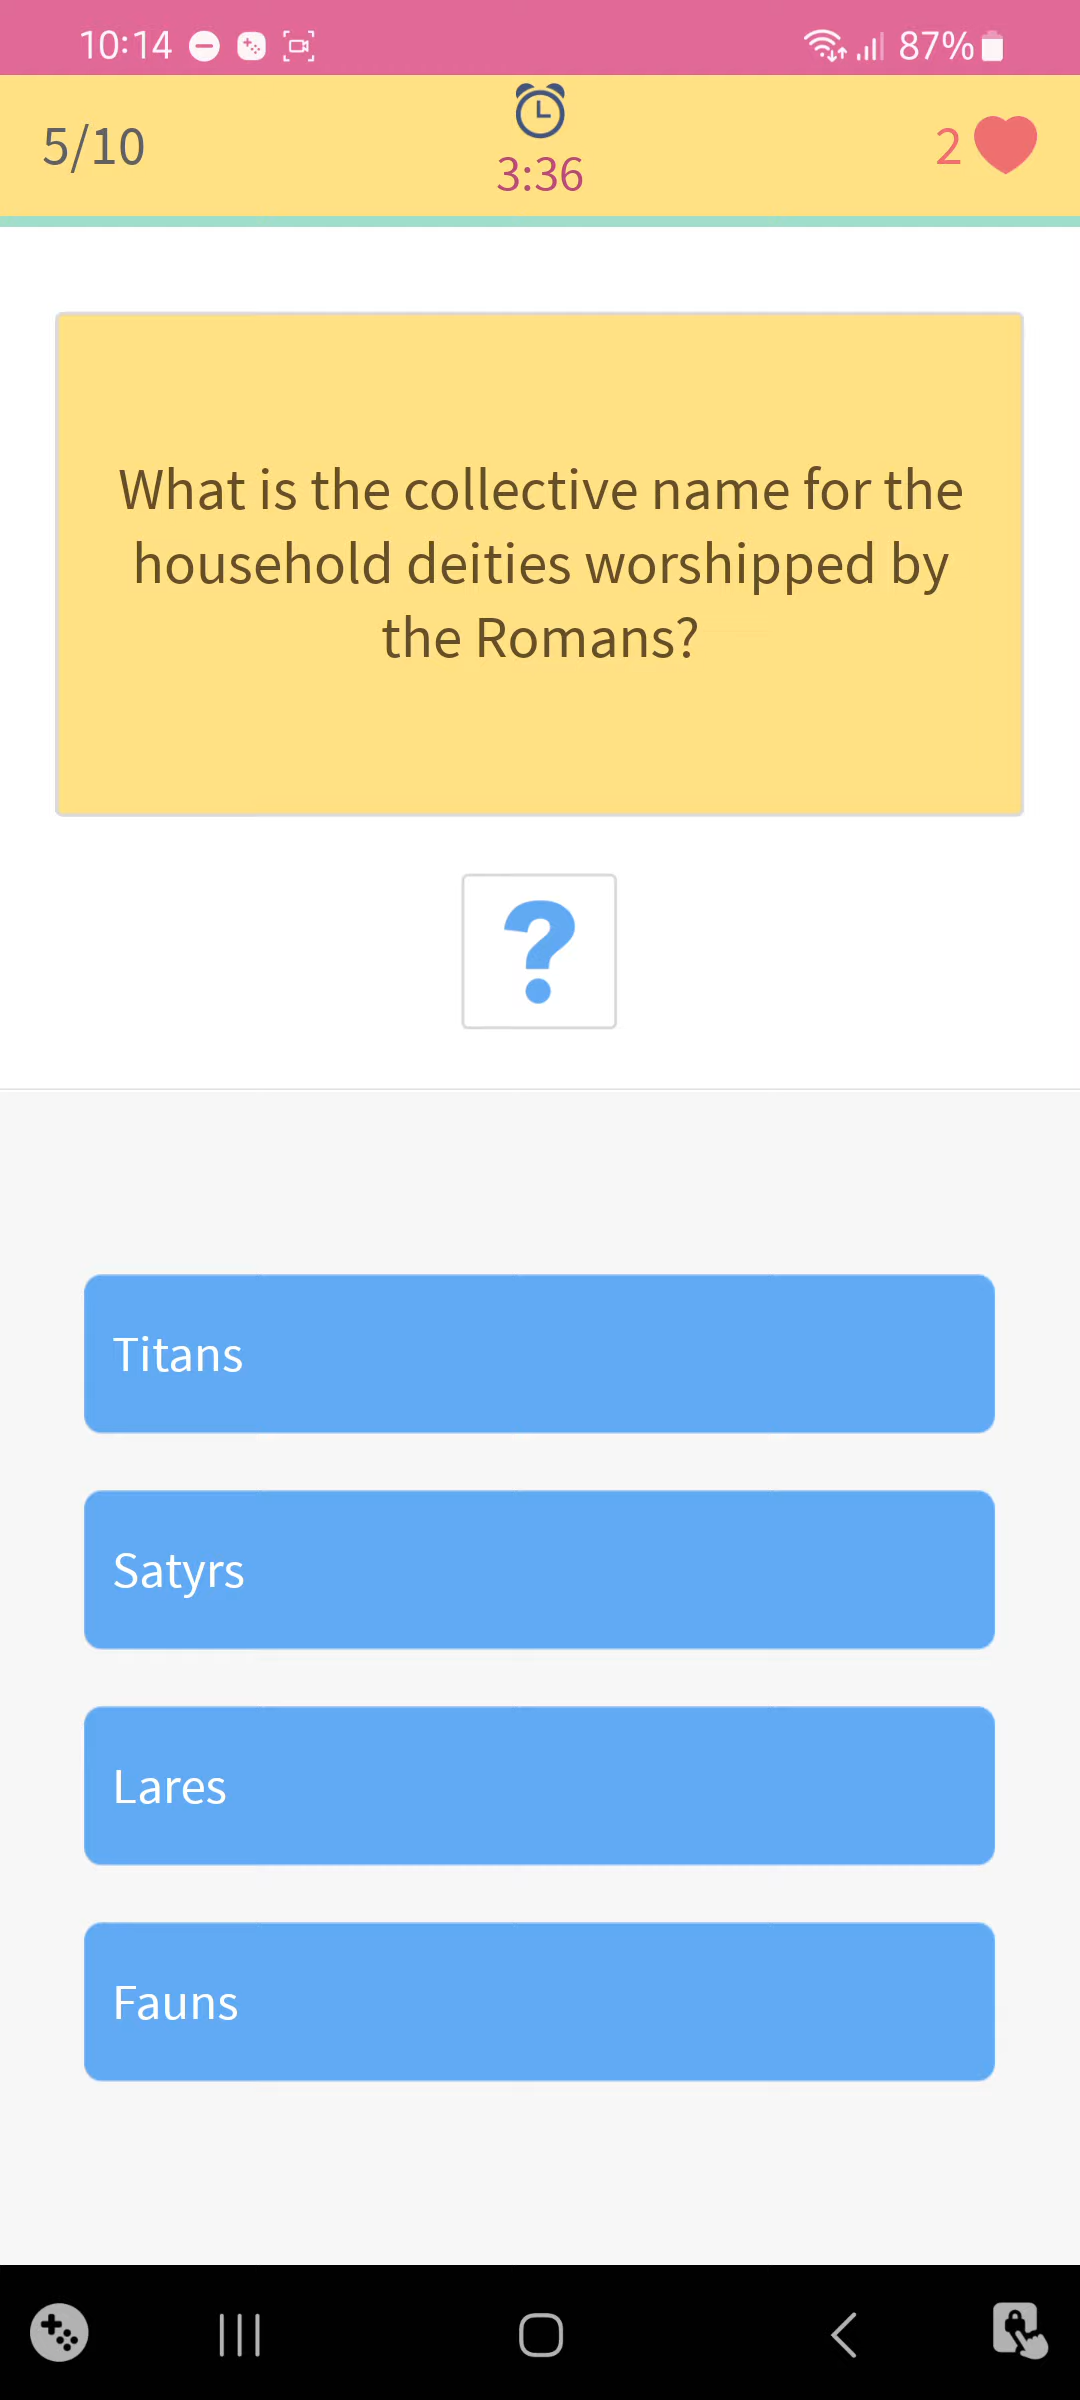 10:14
87%
5/10
3:36
2
What is the collective name for the
household deities worshipped by
the Romans?
?
Titans
Satyrs
Lares
Fauns